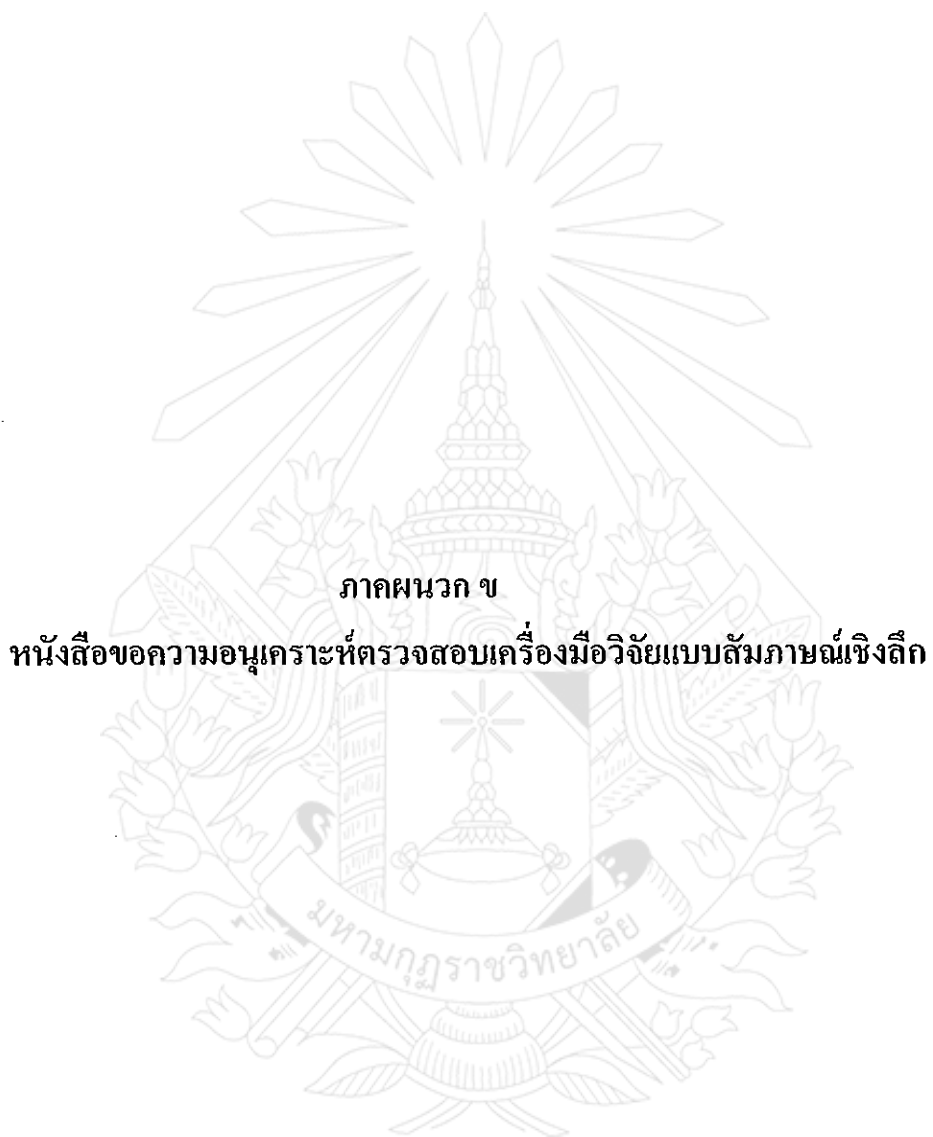 ภาคผนวก ข
หนังสือขอความอนุเคราะห์ตรวจสอบเครื่องมือวิจัยแบบสัมภาษณ์เชิงลึก
มหามกุฏราชวิทยาลัย